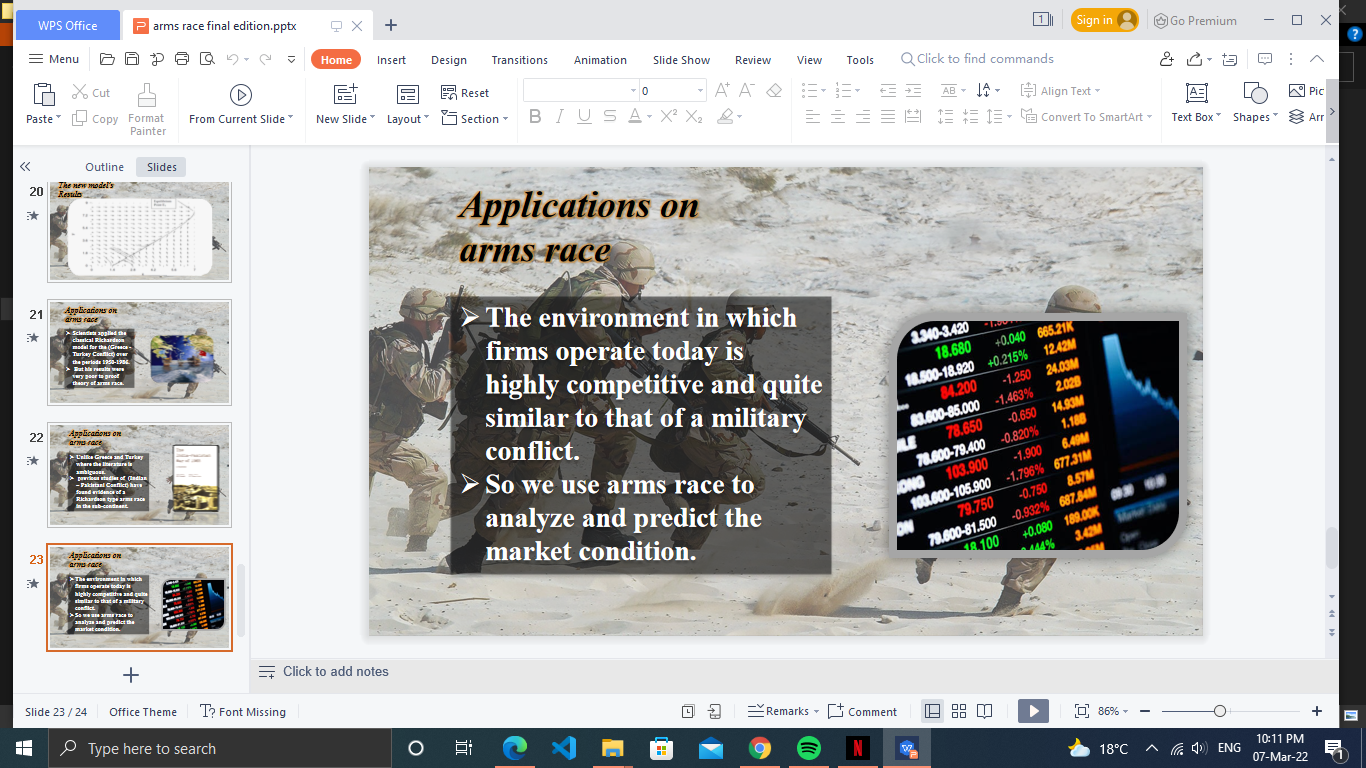 WPS Office
arms race final edition.pptx
1
Sign in
Go Premium
Menu
Home
Insert
Design
Transitions
Animation
Slide Show
Review
View
Tools
Click to find commands
Paste
Cut
Copy
Format
Painter
From Current Slide
New Slide
Layout
Reset
Section
0
Align Text
Convert To SmartArt
Text Box
Shapes
Pic
Arr
Outline
Slides
20
The new model's
Results
21
Applications on
arms race
Scientists applied the
classical Richardson
model for the (Greece -
Turkey Conflict) over
the periods 1950-1986.
But his results were
very poor to proof
theory of arms race.
22
Applications on
arms race
Unlike Greece and Turkey
where the literature is
ambiguous.
previous studies of (Indian
– Pakistani Conflict) have
found evidence of a
Richardson type arms race
in the sub-continent.
23
Applications on
arms race
The environment in which
firms operate today is
highly competitive and quite
similar to that of a military
conflict.
So we use arms race to
analyze and predict the
market condition.
Applications on
arms race
➢ The environment in which
firms operate today is
highly competitive and quite
similar to that of a military
conflict.
➢ So we use arms race to
analyze and predict the
market condition.
3.340-3.420
665.21K
18.680 +0.040 12.42M
18.500-18.920 +0.215% 24.03M
84.200 -1.250 2.02B
83.600-85.000 -1.463% 14.93M
78.650 -0.650 1.18B
78.600-79.400 -0.820% 6.49M
103.900 -1.900 677.31M
103.600-105.900 -1.796% 8.57M
79.750 -0.750 687.84M
79.600-81.500 -0.932% 189.00K
18.100 +0.080 3.42M
Click to add notes
Slide 23 / 24
Office Theme
Font Missing
Remarks
Comment
86%
Type here to search
18°C
ENG
10:11 PM
07-Mar-22
1